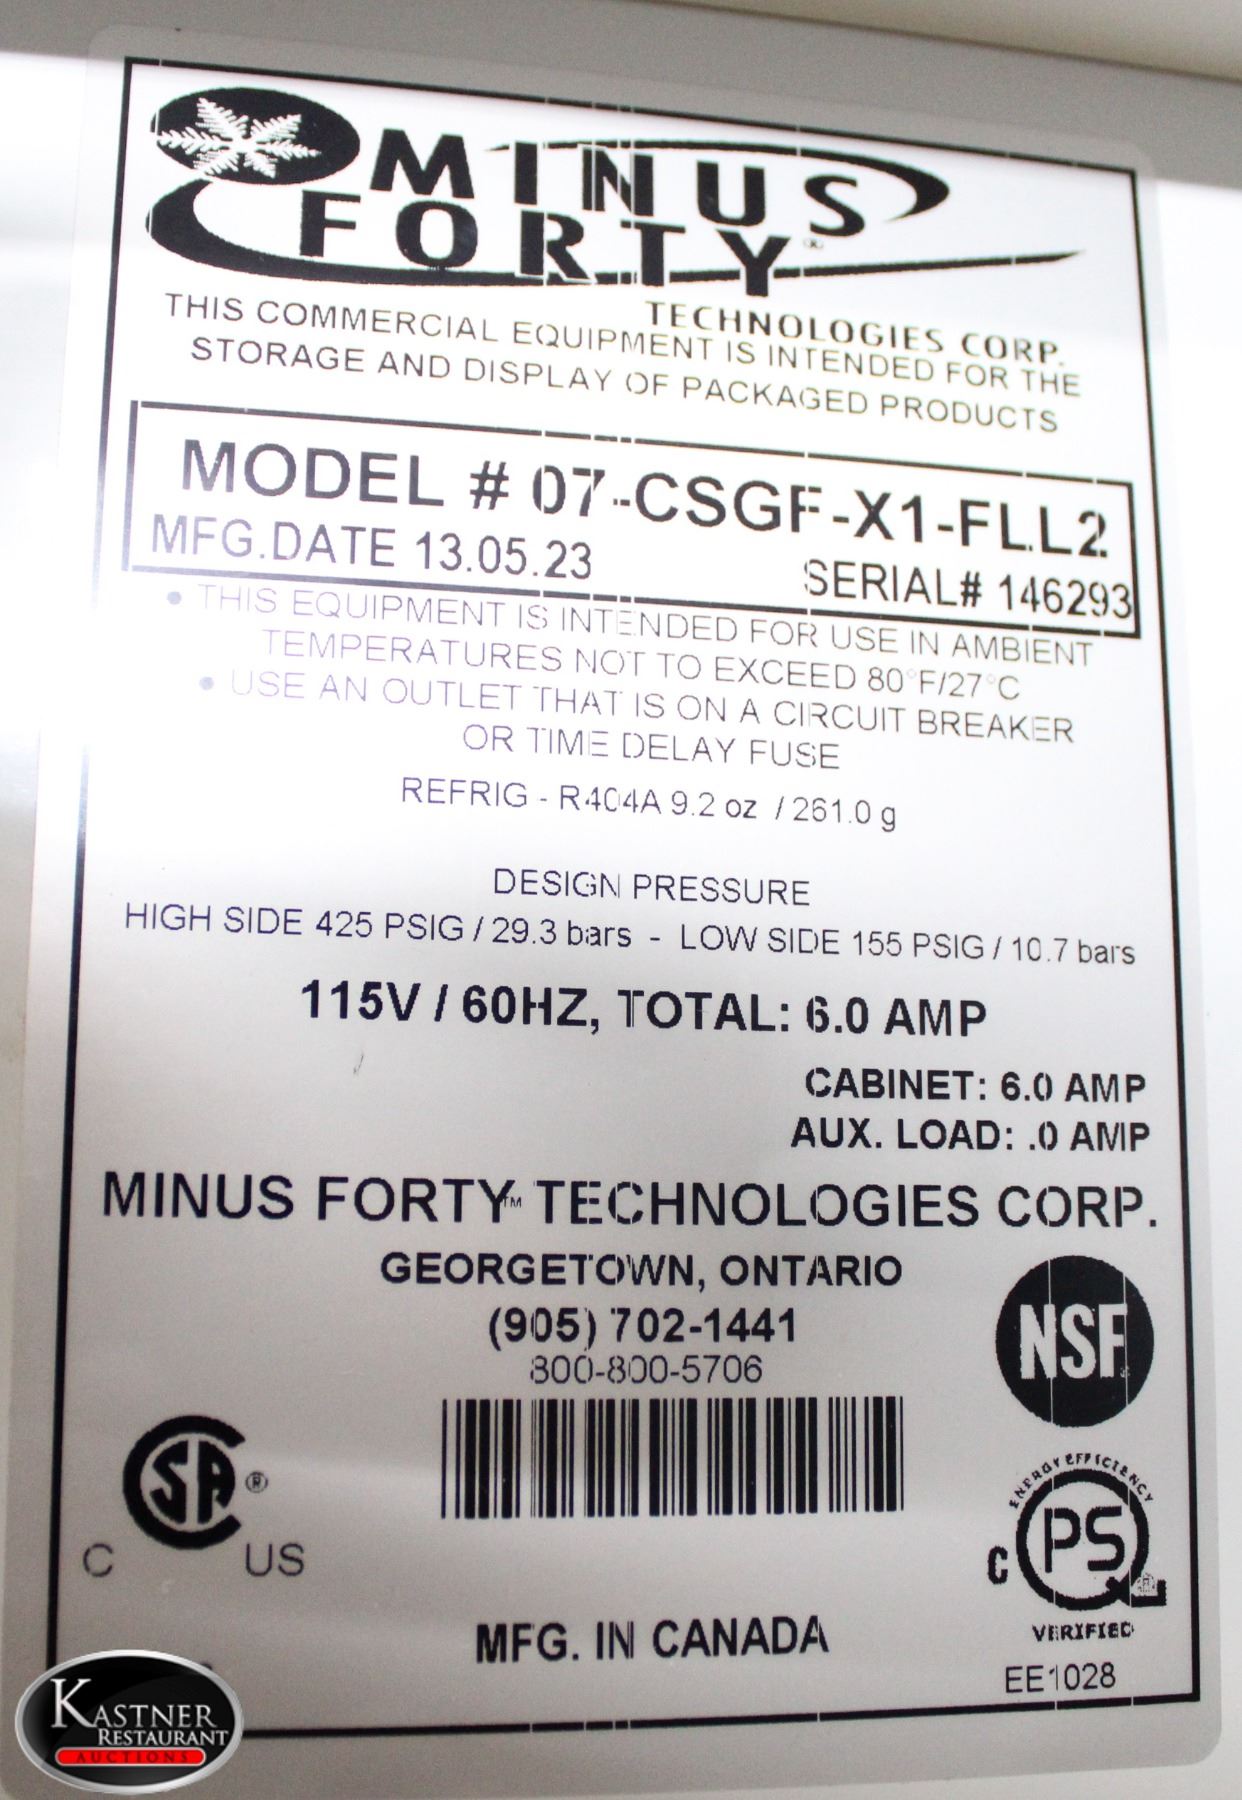 MINUS
FORTY®
TECHNOLOGIES CORP.
THIS COMMERCIAL EQUIPMENT IS INTENDED FOR THE
STORAGE AND DISPLAY OF PACKAGED PRODUCTS
MODEL # 07-CSGF-X1-FLL2
MFG.DATE 13.05.23 SERIAL# 146293
• THIS EQUIPMENT IS INTENDED FOR USE IN AMBIENT
TEMPERATURES NOT TO EXCEED 80°F/27°C
• USE AN OUTLET THAT IS ON A CIRCUIT BREAKER
OR TIME DELAY FUSE
REFRIG - R404A 9.2 oz / 261.0 g
DESIGN PRESSURE
HIGH SIDE 425 PSIG / 29.3 bars - LOW SIDE 155 PSIG / 10.7 bars
115V / 60HZ, TOTAL: 6.0 AMP
CABINET: 6.0 AMP
AUX. LOAD: .0 AMP
MINUS FORTY™ TECHNOLOGIES CORP.
GEORGETOWN, ONTARIO
(905) 702-1441
800-800-5706
NSF
SA ®
C US
ENERGY EFFICIENCY
C PS
VERIFIED
EE1028
MFG. IN CANADA
KASTNER
RESTAURANT
AUCTIONS